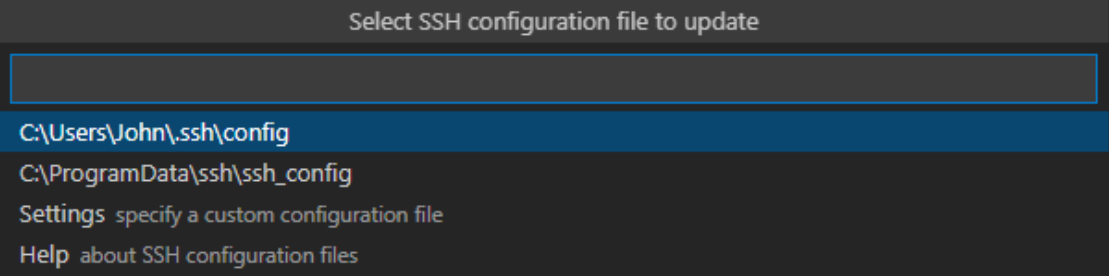 Select SSH configuration file to update
C:\Users\John\.ssh\config
C:\ProgramData\ssh\ssh_config
Settings specify a custom configuration file
Help about SSH configuration files